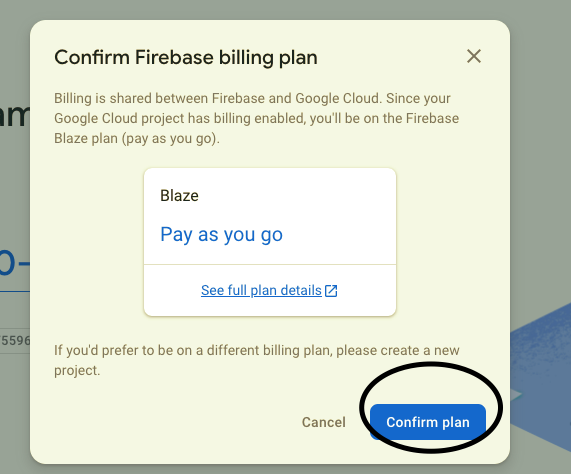 Confirm Firebase billing plan
Billing is shared between Firebase and Google Cloud. Since your
Google Cloud project has billing enabled, you'll be on the Firebase
Blaze plan (pay as you go).
Blaze
Pay as you go
See full plan details
5596
If you'd prefer to be on a different billing plan, please create a new
project.
Cancel
Confirm plan